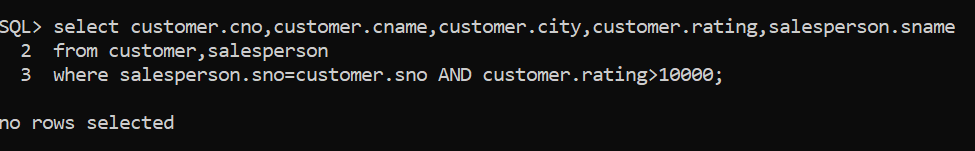 SQL> select customer.cno,customer.cname,customer.city,customer.rating,salesperson.sname
2 from customer,salesperson
3 where salesperson.sno=customer.sno AND customer.rating>10000;
no rows selected